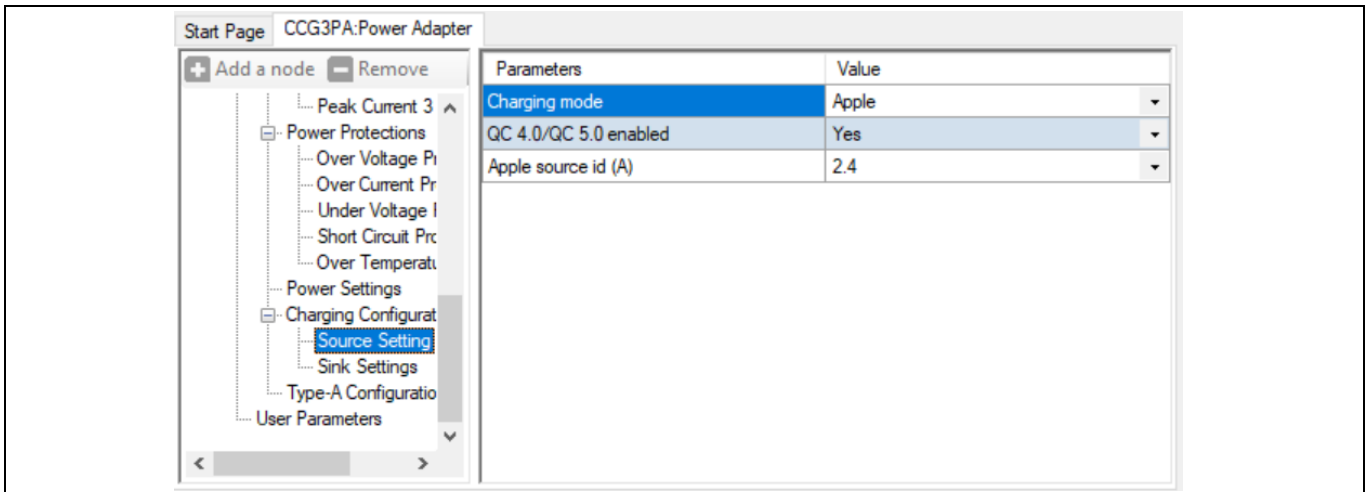 Start Page CCG3PA:Power Adapter
Add a node Remove
Peak Current 3
Power Protections
Over Voltage Pr
Over Current Pr
Under Voltage
Short Circuit Pro
Over Temperatu
Power Settings
Charging Configurat
Source Setting
Sink Settings
Type-A Configuratio
User Parameters
Parameters Value
Charging mode Apple
QC 4.0/QC 5.0 enabled Yes
Apple source id (A) 2.4